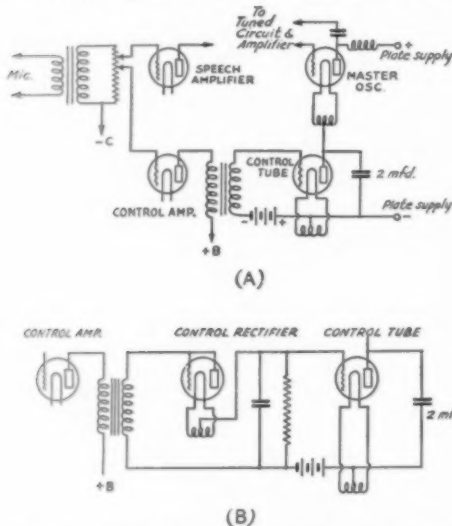 To
Tuned
Circuit &
Amplifier
Plate supply
+
Mic.
SPEECH
AMPLIFIER
MASTER
OSC.
-C
CONTROL
TUBE
2 mfd.
CONTROL AMP.
- +
Plate supply
-
+B
(A)
CONTROL AMP.
CONTROL RECTIFIER
CONTROL TUBE
2 m
+B
(B)